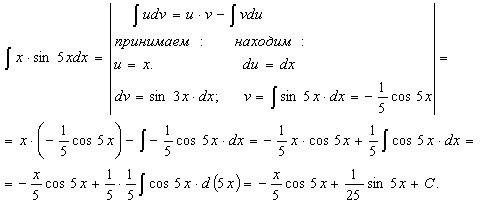 ∫ udv = u · v − ∫ vdu
принимаем : находим :
∫ x · sin 5xdx = u = x. du = dx =
dv = sin 3x · dx; v = ∫ sin 5x · dx = − 1/5 cos 5x
= x · (− 1/5 cos 5x) − ∫ − 1/5 cos 5x · dx = − 1/5 x · cos 5x + 1/5 ∫ cos 5x · dx =
= − x/5 cos 5x + 1/5 · 1/5 ∫ cos 5x · d(5x) = − x/5 cos 5x + 1/25 sin 5x + C.